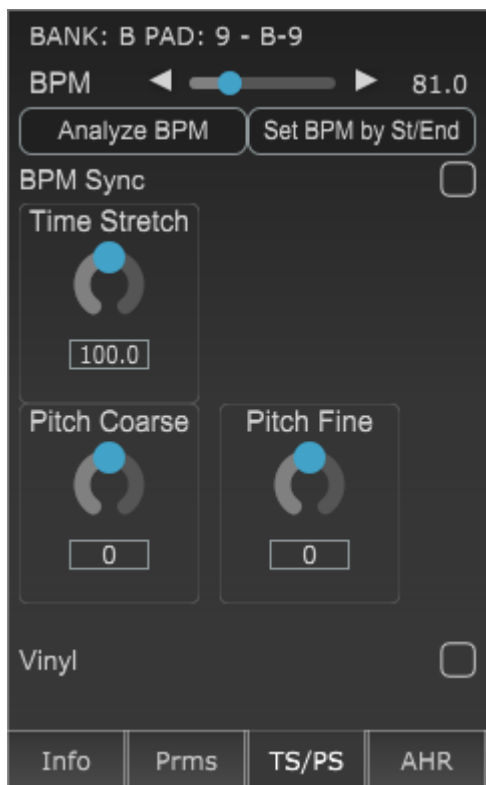 BANK: B PAD: 9 - B-9
BPM 81.0
Analyze BPM Set BPM by St/End
BPM Sync
Time Stretch
100.0
Pitch Coarse Pitch Fine
0 0
Vinyl
Info Prms TS/PS AHR